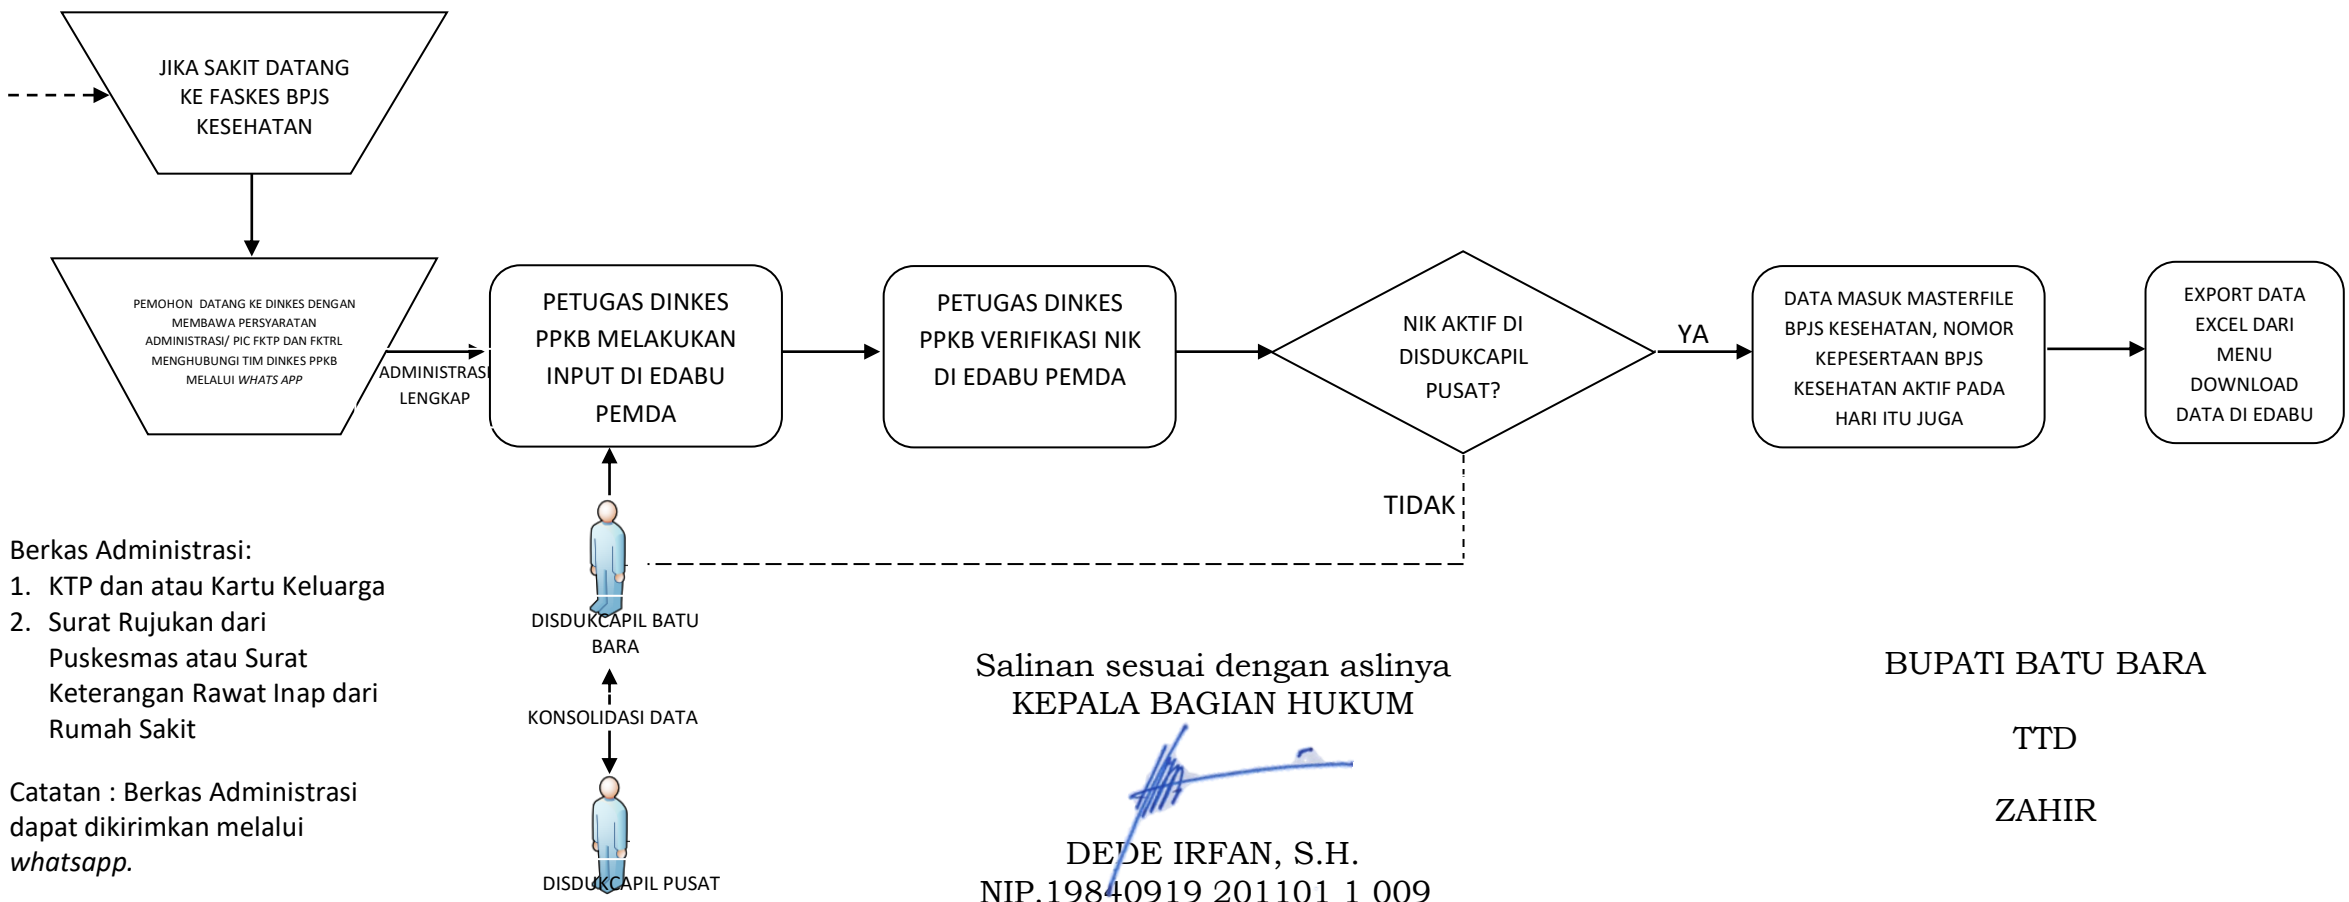 JIKA SAKIT DATANG
KE FASKES BPJS
KESEHATAN
PEMOHON DATANG KE DINKES DENGAN
MEMBAWA PERSYARATAN
ADMINISTRASI/ PIC FKTP DAN FKTRL
MENGHUBUNGI TIM DINKES PPKB
MELALUI WHATS APP
ADMINISTRASI
LENGKAP
PETUGAS DINKES
PPKB MELAKUKAN
INPUT DI EDABU
PEMDA
PETUGAS DINKES
PPKB VERIFIKASI NIK
DI EDABU PEMDA
NIK AKTIF DI
DISDUKCAPIL
PUSAT?
YA
TIDAK
DATA MASUK MASTERFILE
BPJS KESEHATAN, NOMOR
KEPESERTAAN BPJS
KESEHATAN AKTIF PADA
HARI ITU JUGA
EXPORT DATA
EXCEL DARI
MENU
DOWNLOAD
DATA DI EDABU
DISDUKCAPIL BATU
BARA
KONSOLIDASI DATA
DISDUKCAPIL PUSAT
Berkas Administrasi:
1. KTP dan atau Kartu Keluarga
2. Surat Rujukan dari
Puskesmas atau Surat
Keterangan Rawat Inap dari
Rumah Sakit
Catatan : Berkas Administrasi
dapat dikirimkan melalui
whatsapp.
Salinan sesuai dengan aslinya
KEPALA BAGIAN HUKUM
DEDE IRFAN, S.H.
NIP.19840919 201101 1 009
BUPATI BATU BARA
TTD
ZAHIR